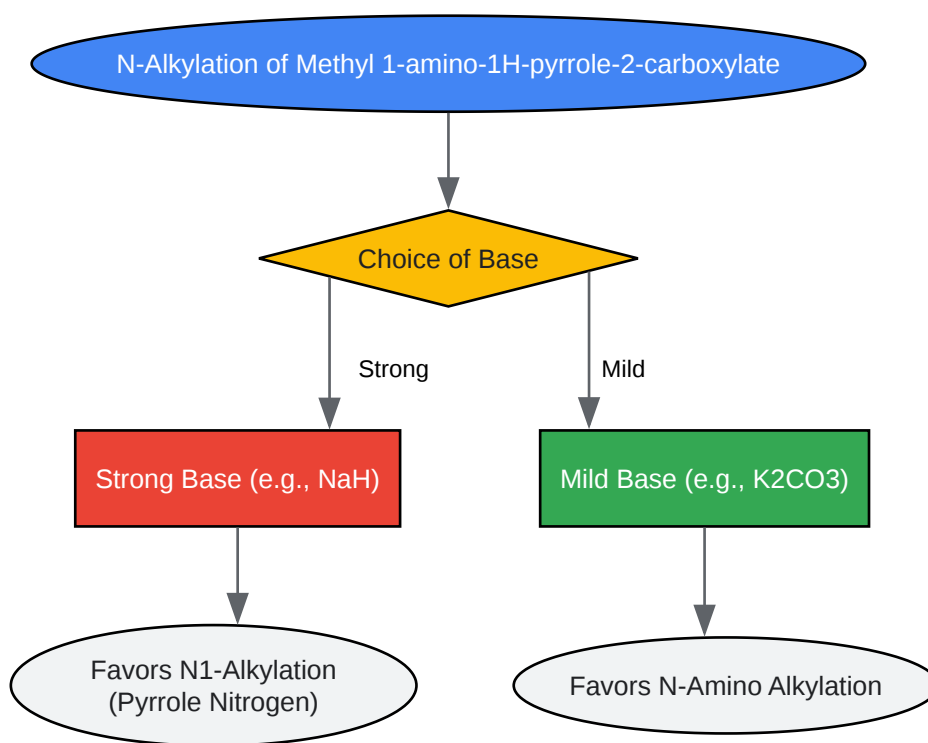 N-Alkylation of Methyl 1-amino-1H-pyrrole-2-carboxylate
Choice of Base
Strong
Mild
Strong Base (e.g., NaH)
Mild Base (e.g., K2CO3)
Favors N1-Alkylation
(Pyrrole Nitrogen)
Favors N-Amino Alkylation